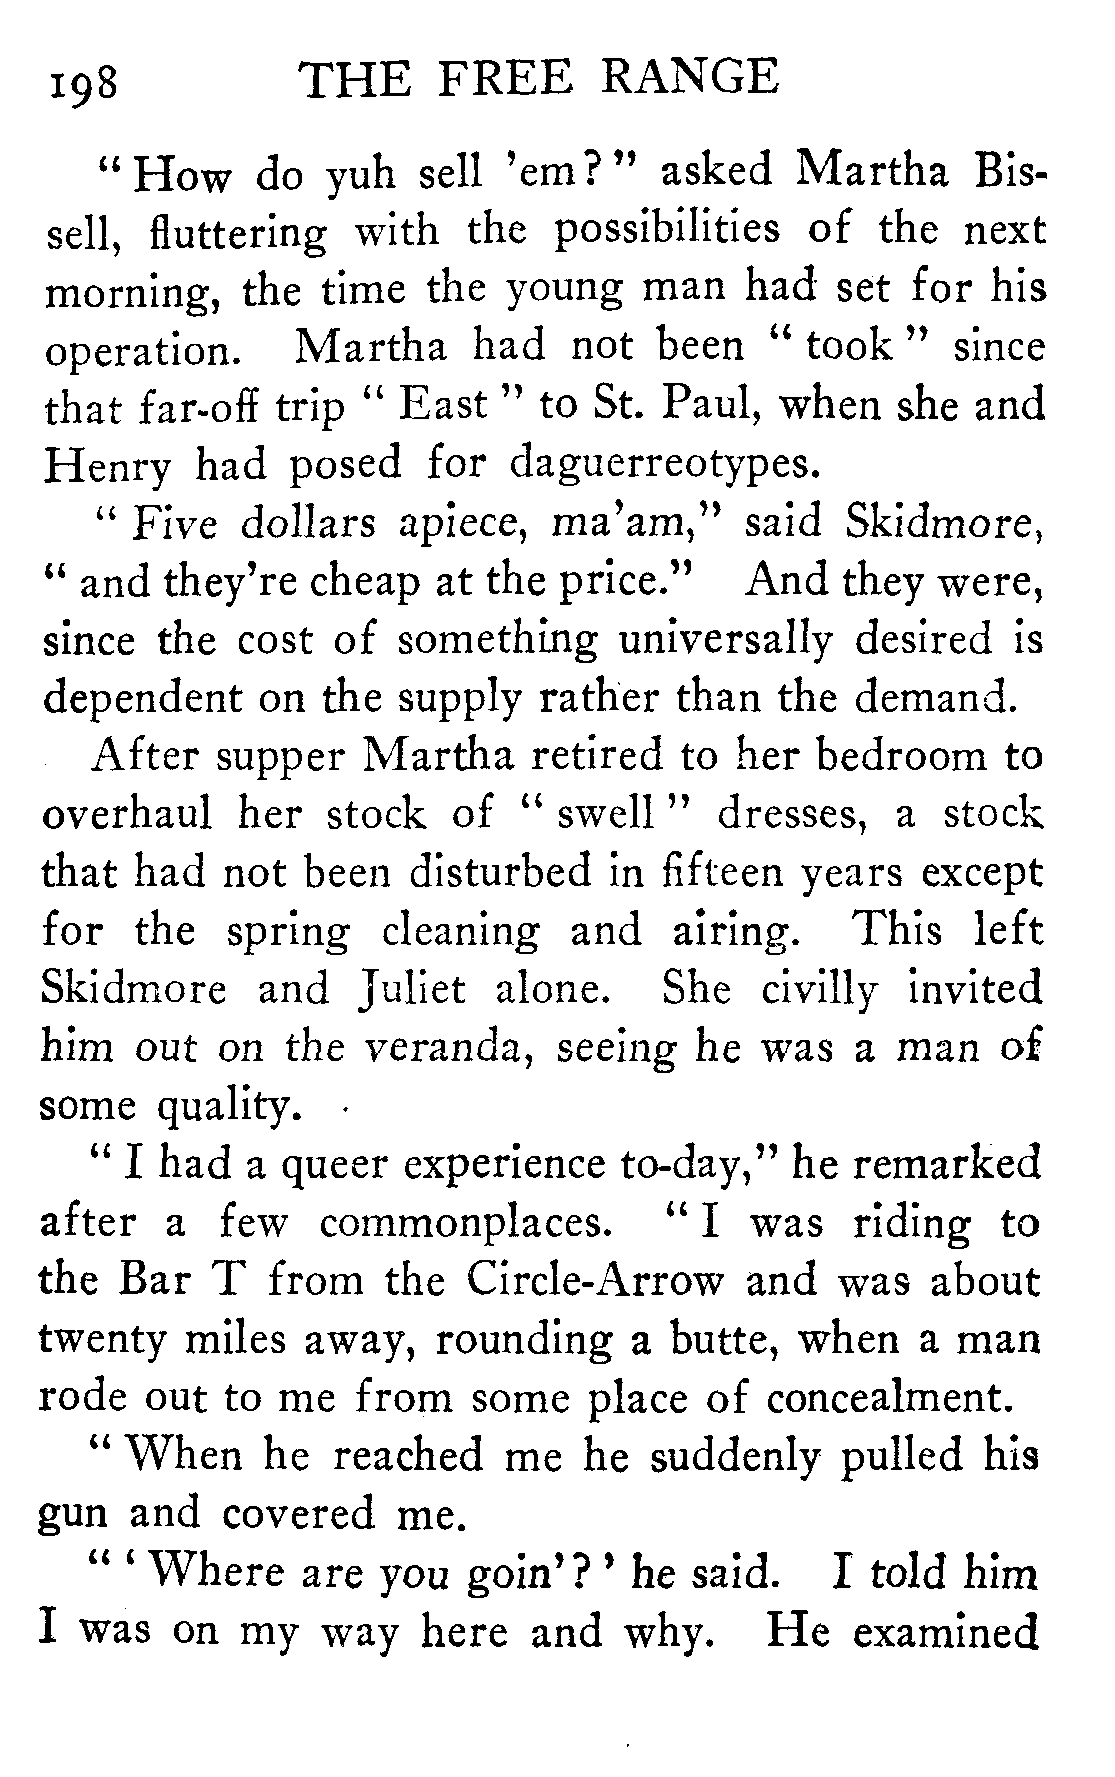 198 THE FREE RANGE
" How do yuh sell 'em? " asked Martha Bis-
sell, fluttering with the possibilities of the next
morning, the time the young man had set for his
operation. Martha had not been " took " since
that far-off trip " East " to St. Paul, when she and
Henry had posed for daguerreotypes.
" Five dollars apiece, ma'am," said Skidmore,
" and they're cheap at the price." And they were,
since the cost of something universally desired is
dependent on the supply rather than the demand.
After supper Martha retired to her bedroom to
overhaul her stock of " swell " dresses, a stock
that had not been disturbed in fifteen years except
for the spring cleaning and airing. This left
Skidmore and Juliet alone. She civilly invited
him out on the veranda, seeing he was a man of
some quality.
" I had a queer experience to-day," he remarked
after a few commonplaces. " I was riding to
the Bar T from the Circle-Arrow and was about
twenty miles away, rounding a butte, when a man
rode out to me from some place of concealment.
" When he reached me he suddenly pulled his
gun and covered me.
" ' Where are you goin'? ' he said. I told him
I was on my way here and why. He examined